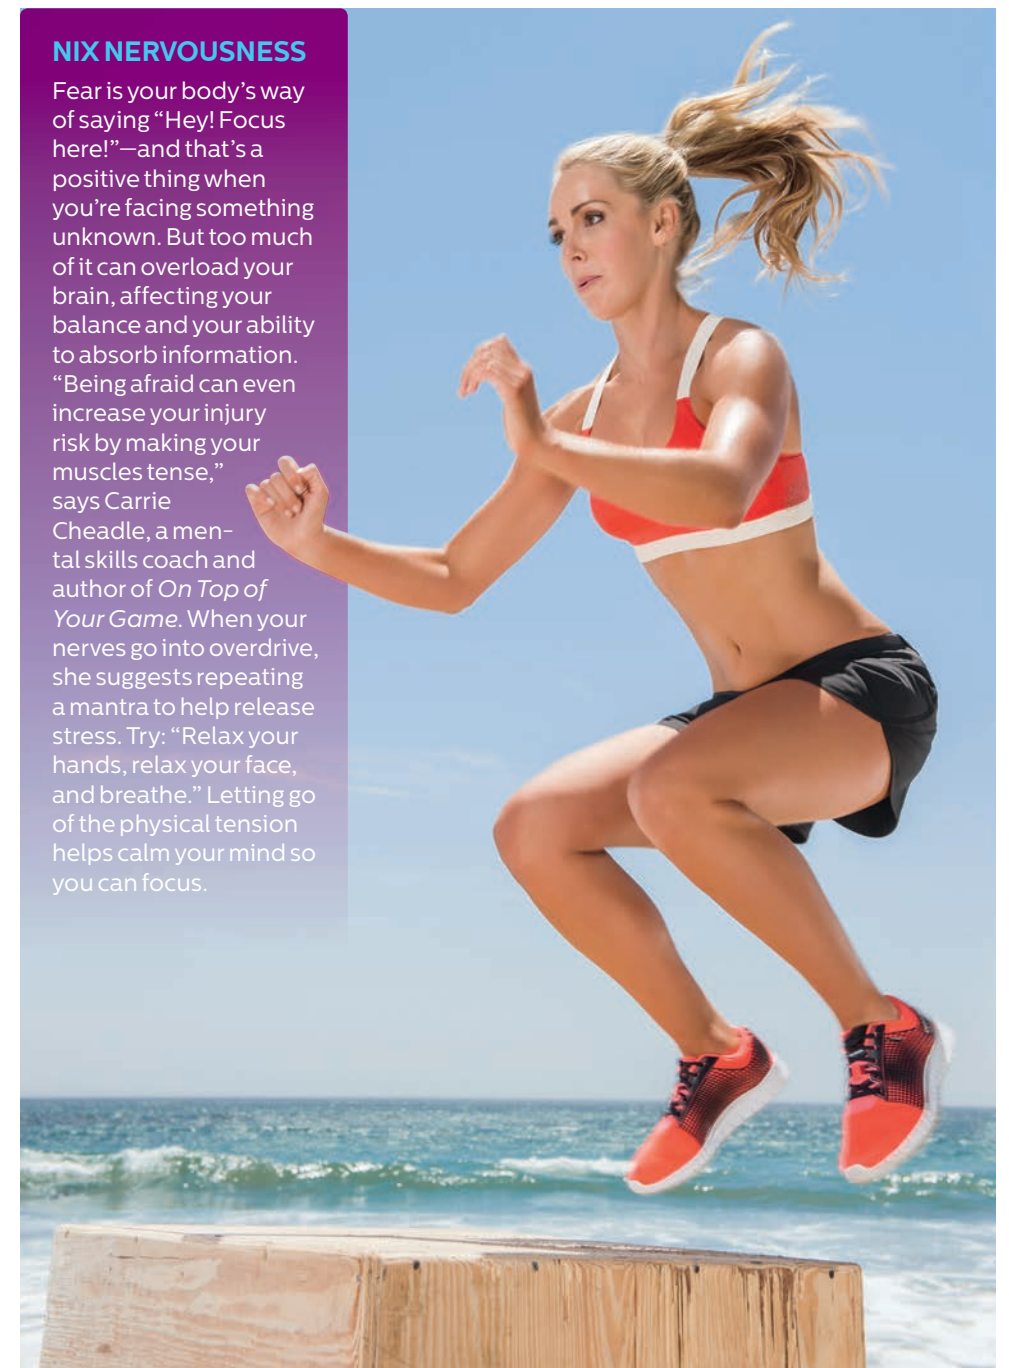 NIX NERVOUSNESS
Fear is your body’s way
of saying “Hey! Focus
here!”—and that’s a
positive thing when
you’re facing something
unknown. But too much
of it can overload your
brain, affecting your
balance and your ability
to absorb information.
“Being afraid can even
increase your injury
risk by making your
muscles tense,”
says Carrie
Cheadle, a men-
tal skills coach and
author of On Top of
Your Game. When your
nerves go into overdrive,
she suggests repeating
a mantra to help release
stress. Try: “Relax your
hands, relax your face,
and breathe.” Letting go
of the physical tension
helps calm your mind so
you can focus.